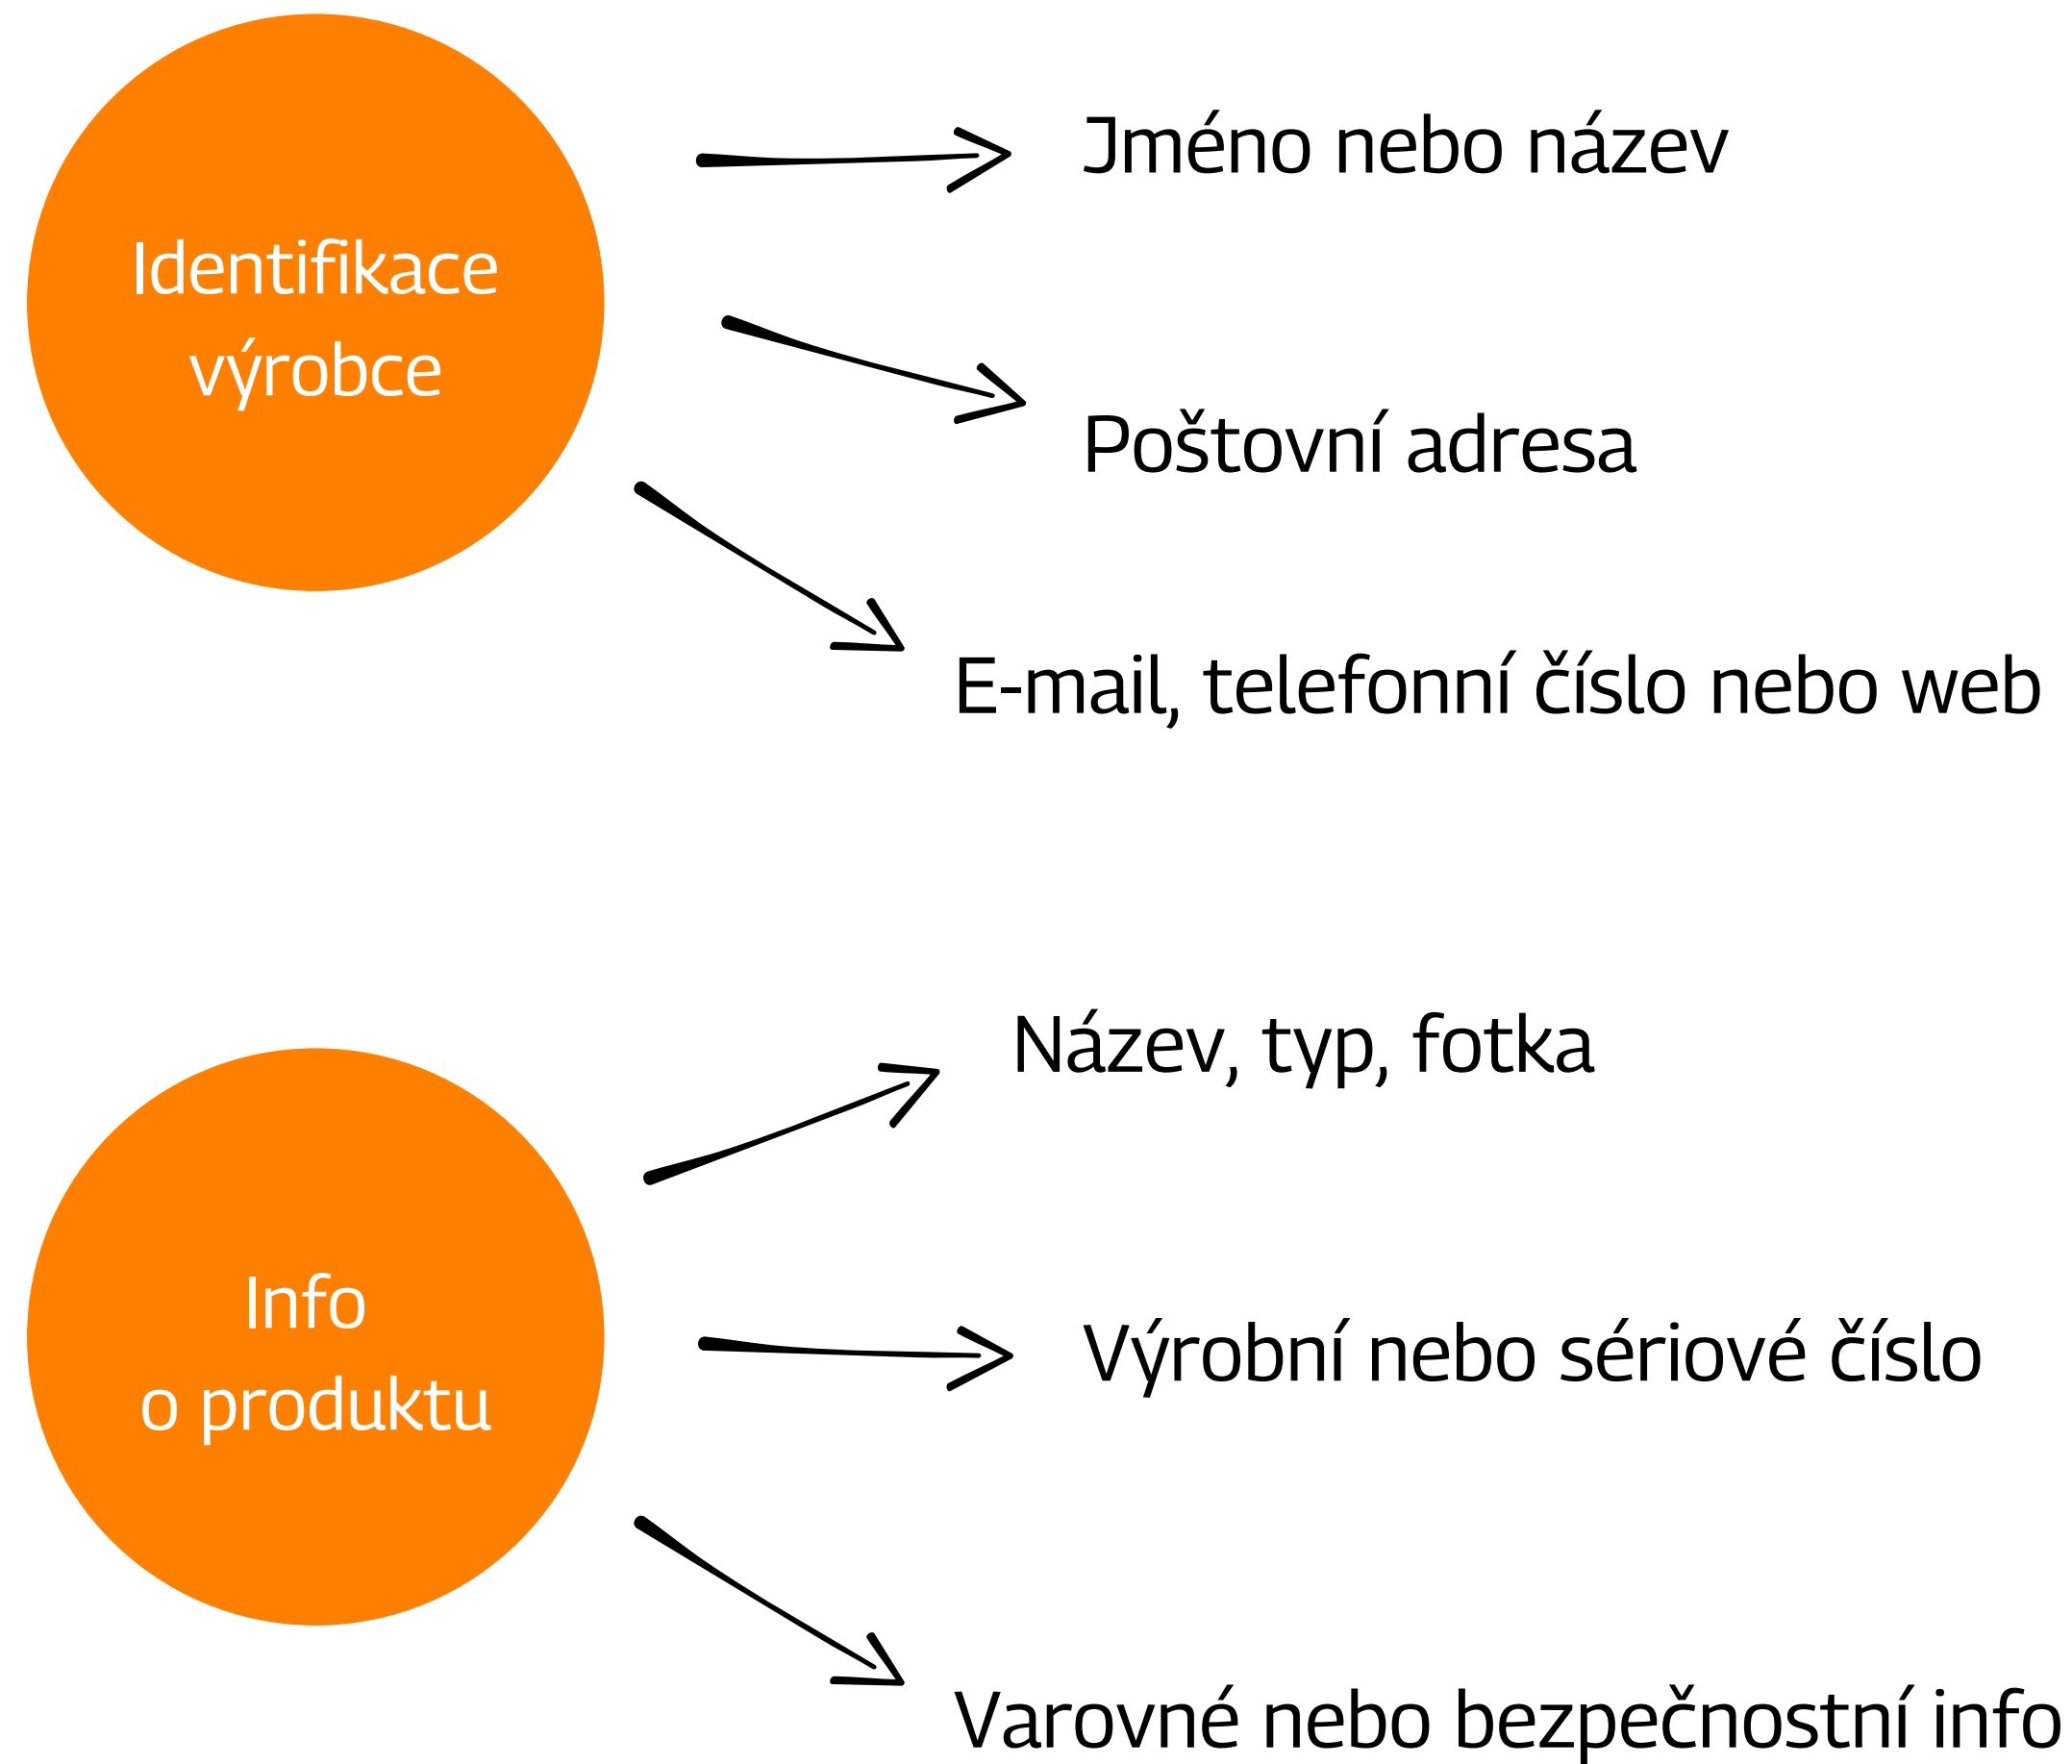 Identifikace
výrobce
Jméno nebo název
Poštovní adresa
E-mail, telefonní číslo nebo web
Info
o produktu
Název, typ, fotka
Výrobní nebo sériové číslo
Varovné nebo bezpečnostní info